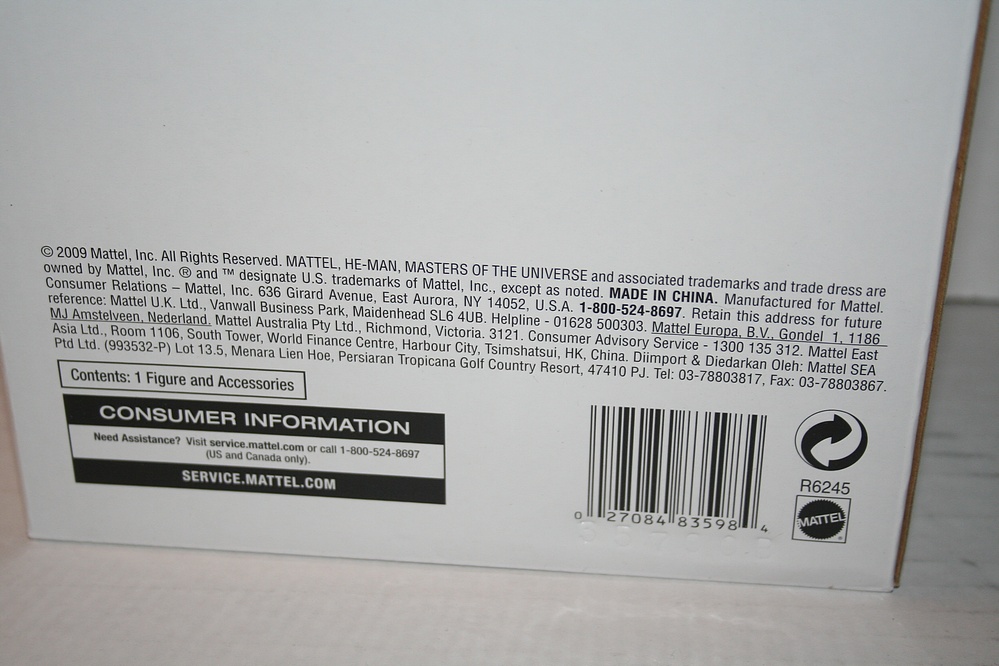 © 2009 Mattel, Inc. All Rights Reserved. MATTEL, HE-MAN, MASTERS OF THE UNIVERSE and associated trademarks and trade dress are
owned by Mattel, Inc. ® and ™ designate U.S. trademarks of Mattel, Inc., except as noted. MADE IN CHINA. Manufactured for Mattel.
Consumer Relations – Mattel, Inc. 636 Girard Avenue, East Aurora, NY 14052, U.S.A. 1-800-524-8697. Retain this address for future
reference: Mattel U.K. Ltd., Vanwall Business Park, Maidenhead SL6 4UB. Helpline - 01628 500303. Mattel Europa, B.V., Gondel 1, 1186
MJ Amstelveen, Nederland. Mattel Australia Pty Ltd., Richmond, Victoria. 3121. Consumer Advisory Service - 1300 135 312. Mattel East
Asia Ltd., Room 1106, South Tower, World Finance Centre, Harbour City, Tsimshatsui, HK, China. Diimport & Diedarkan Oleh: Mattel SEA
Ptd Ltd. (993532-P) Lot 13.5, Menara Lien Hoe, Persiaran Tropicana Golf Country Resort, 47410 PJ. Tel: 03-78803817, Fax: 03-78803867.
Contents: 1 Figure and Accessories
CONSUMER INFORMATION
Need Assistance? Visit service.mattel.com or call 1-800-524-8697
(US and Canada only).
SERVICE.MATTEL.COM
0 27084 83598 4
R6245
MATTEL
®